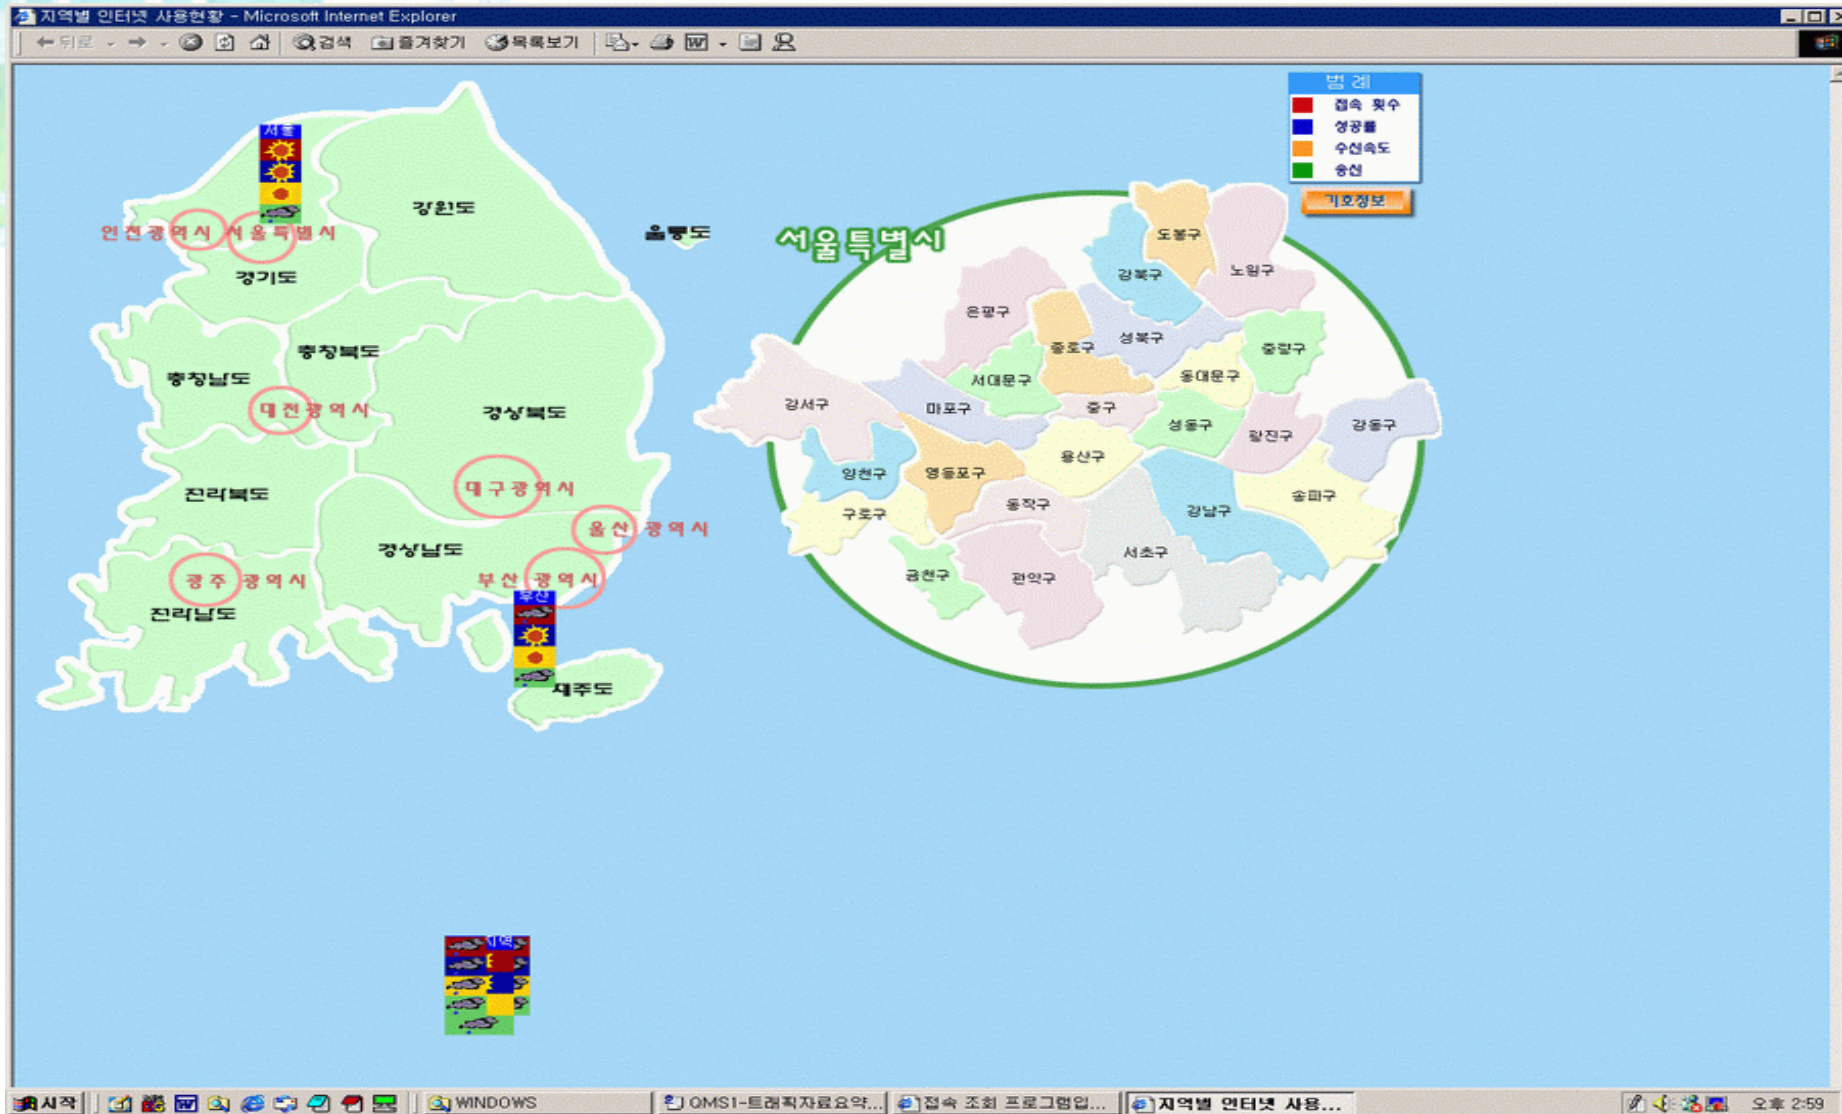 지역별 인터넷 사용현황 - Microsoft Internet Explorer
뒤로
검색
즐겨찾기
목록보기
범 례
접속 횟수
성공률
수신속도
송신
기호정보
서울
인천광역시
서울특별시
경기도
강원도
울릉도
충청북도
충청남도
대전광역시
경상북도
대구광역시
전라북도
울산 광역시
경상남도
부산 광역시
광주 광역시
전라남도
부산
제주도
서울특별시
도봉구
강북구
노원구
은평구
성북구
종로구
중랑구
서대문구
동대문구
강서구
마포구
중구
성동구
광진구
강동구
양천구
영등포구
용산구
송파구
구로구
동작구
강남구
서초구
금천구
관악구
지역
시작
WINDOWS
QMS1-트래픽자료요약...
접속 조회 프로그램입...
지역별 인터넷 사용...
오후 2:59